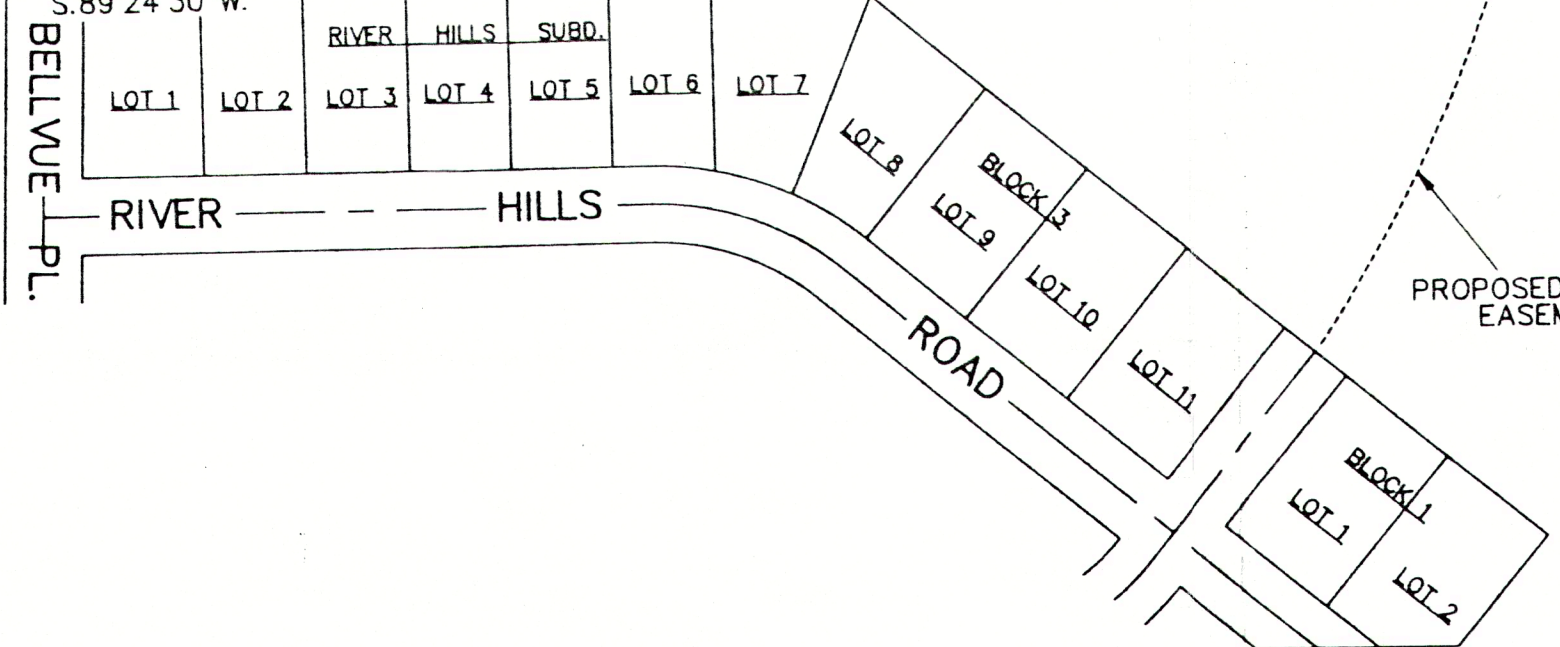 S.89 24 30 W.
BELLVUE PL.
RIVER HILLS SUBD.
LOT 1
LOT 2
LOT 3
LOT 4
LOT 5
LOT 6
LOT 7
LOT 8
BLOCK 3
LOT 9
LOT 10
LOT 11
RIVER HILLS ROAD
PROPOSED
EASEM
BLOCK 1
LOT 1
LOT 2